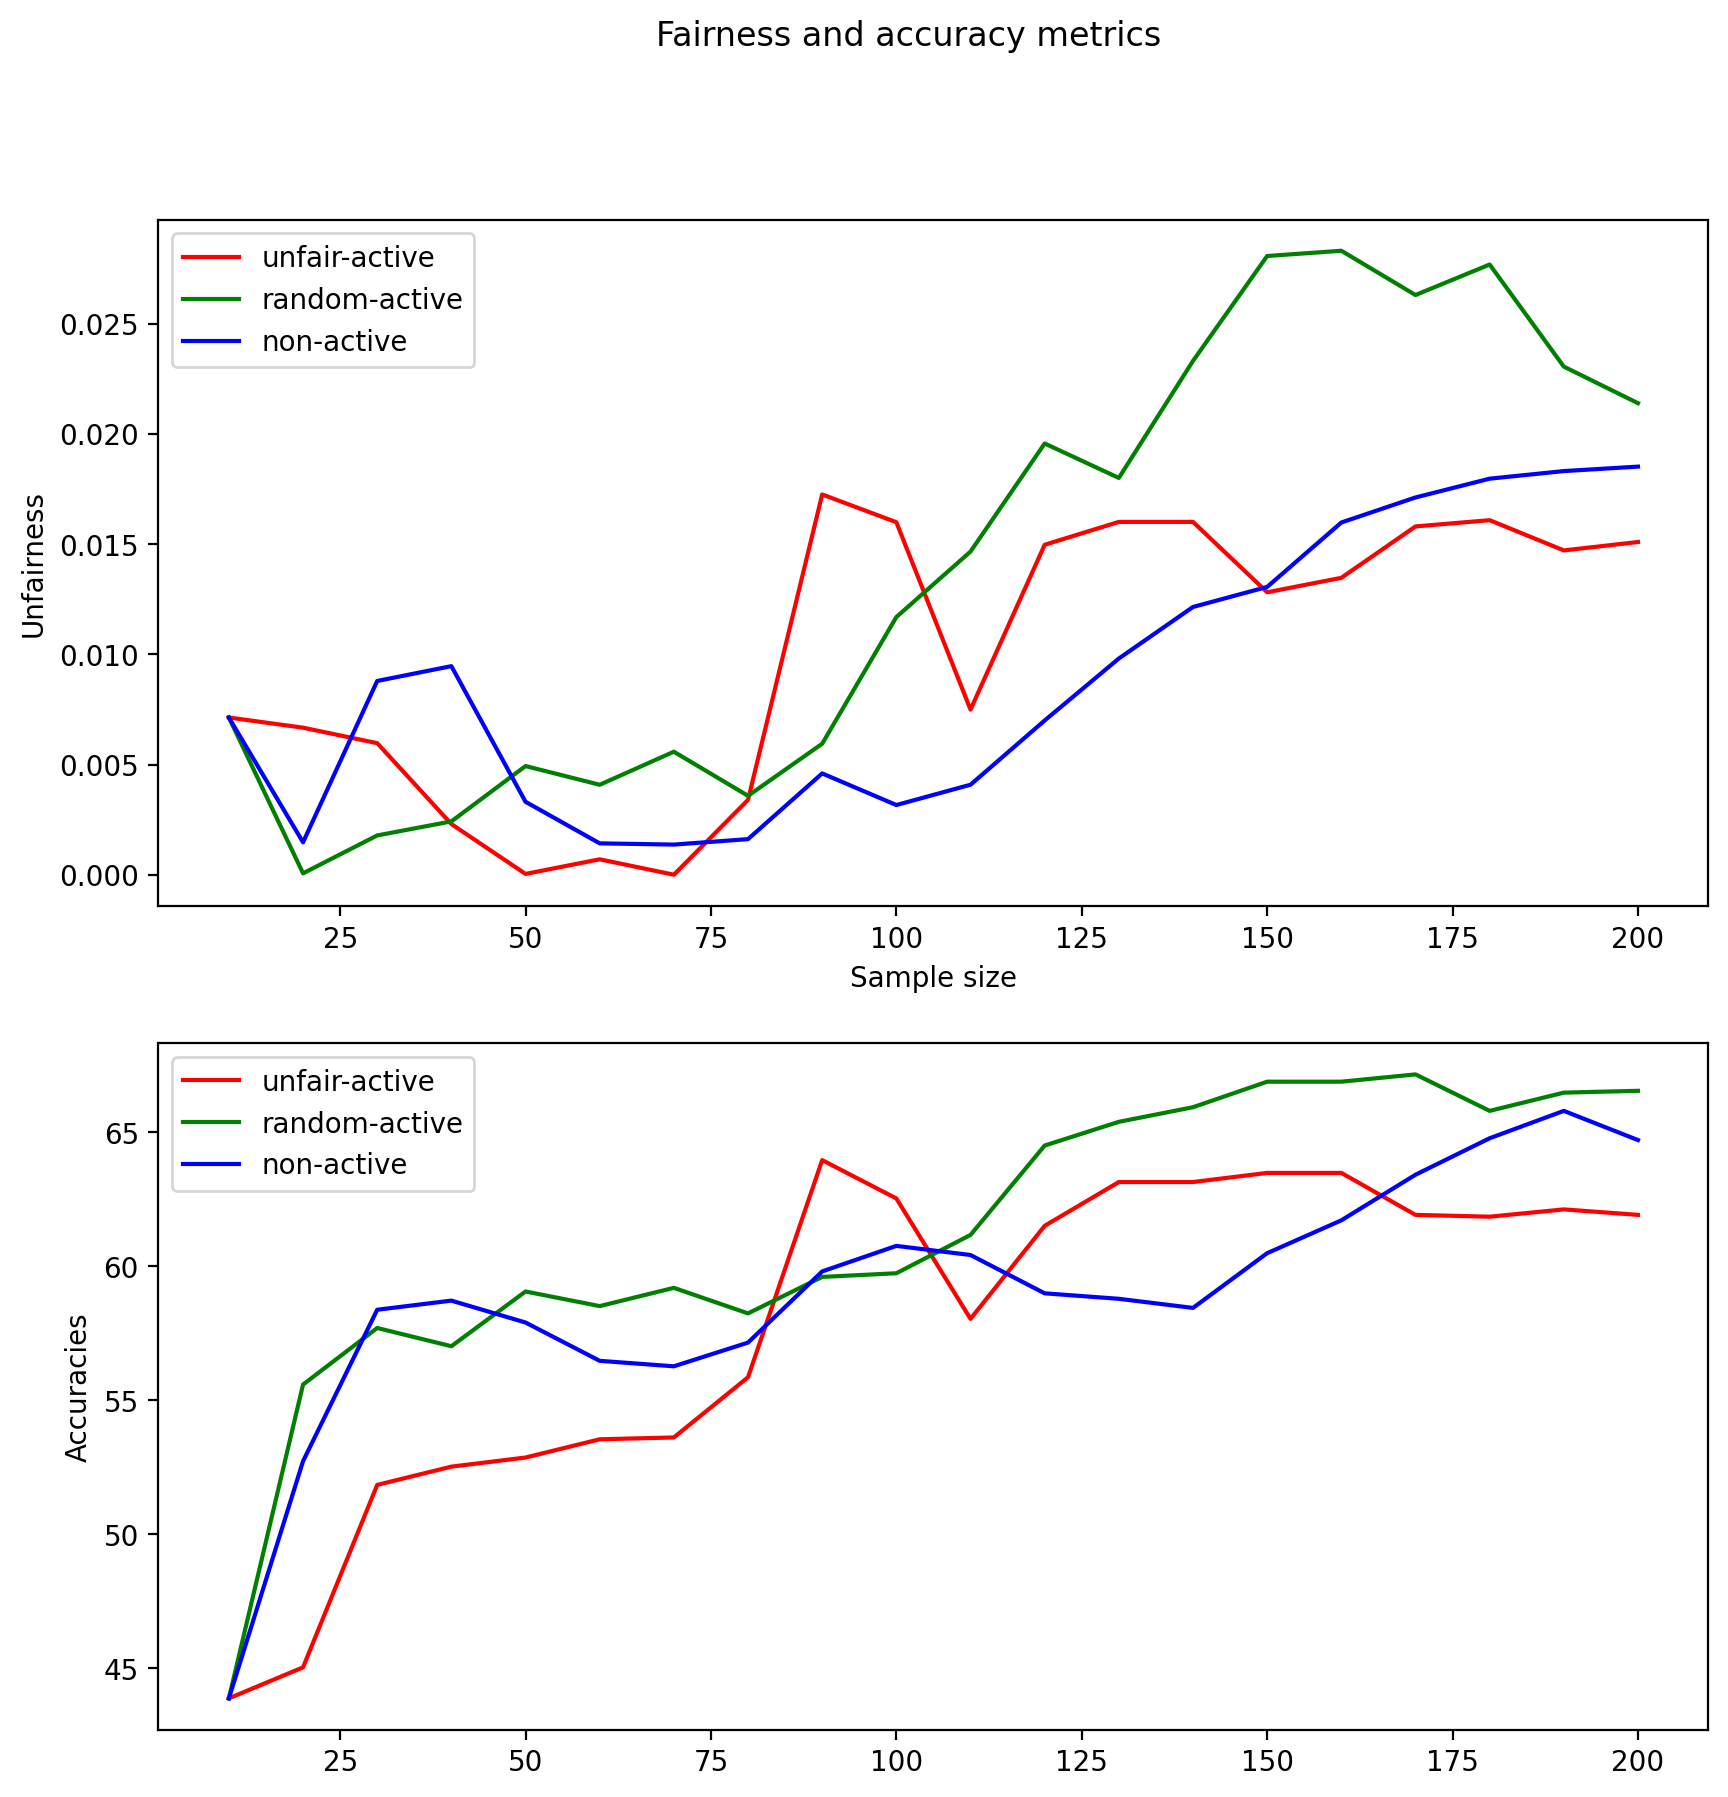 Fairness and accuracy metrics
unfair-active
random-active
non-active
Unfairness
0.025
0.020
0.015
0.010
0.005
0.000
25 50 75 100 125 150 175 200
Sample size
unfair-active
random-active
non-active
Accuracies
65
60
55
50
45
25 50 75 100 125 150 175 200